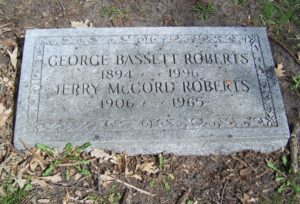 GEORGE BASSETT ROBERTS
1894 · · 1996
JERRY McCORD ROBERTS
1906 · 1965